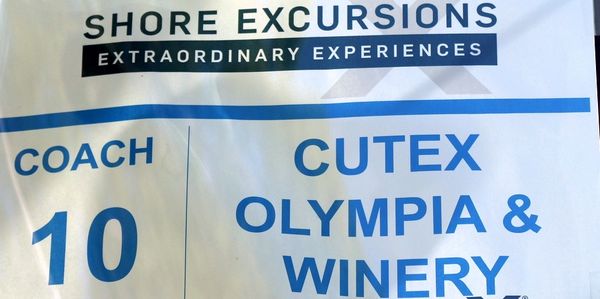 SHORE EXCURSIONS
EXTRAORDINARY EXPERIENCES
COACH
10
CUTEX
OLYMPIA &
WINERY